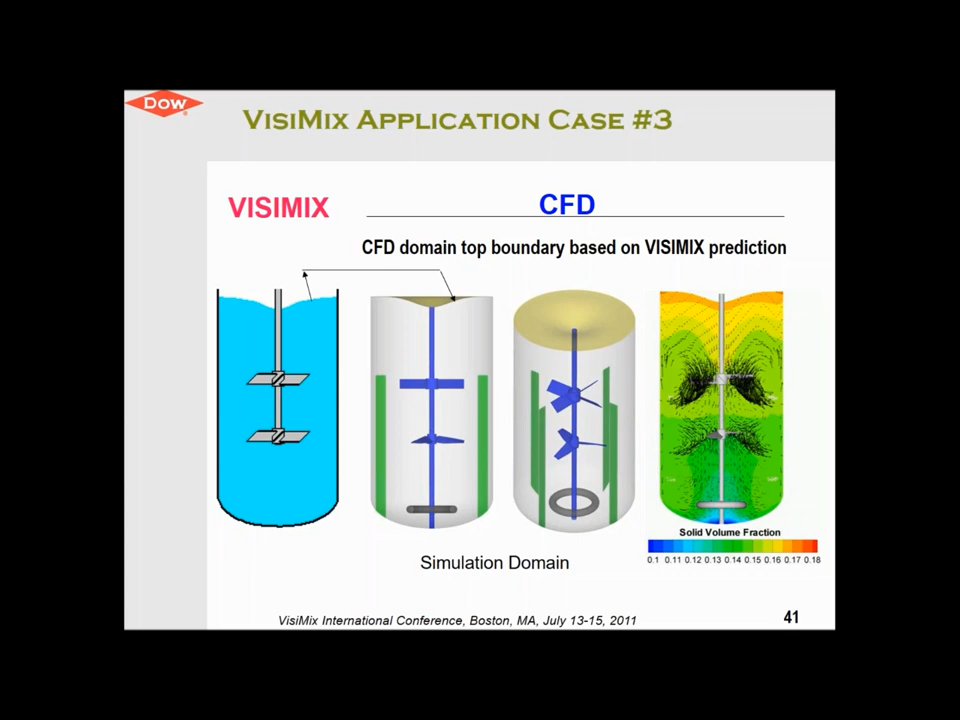 Dow
VisiMix Application Case #3
VISIMIX
CFD
CFD domain top boundary based on VISIMIX prediction
Solid Volume Fraction
0.1 0.11 0.12 0.13 0.14 0.15 0.16 0.17 0.18
Simulation Domain
VisiMix International Conference, Boston, MA, July 13-15, 2011
41